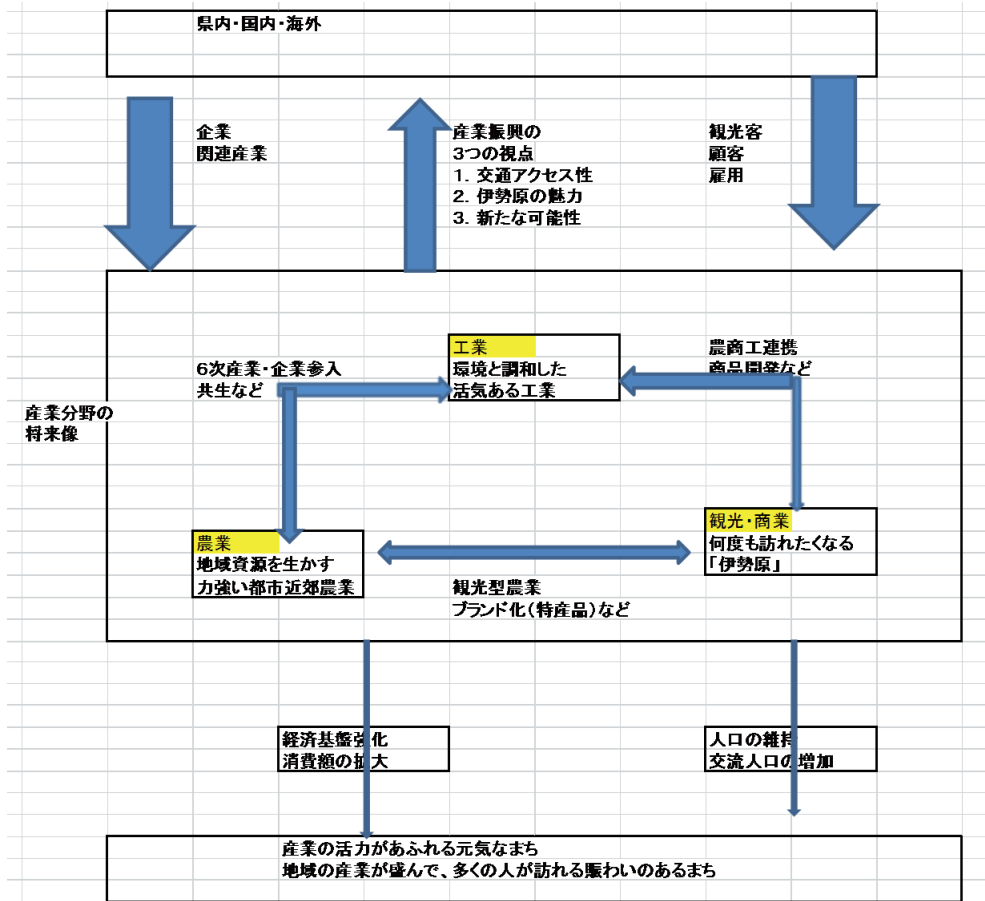 県内・国内・海外
企業
関連産業
産業振興の
3つの視点
1. 交通アクセス性
2. 伊勢原の魅力
3. 新たな可能性
観光客
顧客
雇用
産業分野の
将来像
6次産業・企業参入
共生など
工業
環境と調和した
活気ある工業
農商工連携
商品開発など
農業
地域資源を生かす
力強い都市近郊農業
観光型農業
ブランド化(特産品)など
観光・商業
何度も訪れたくなる
「伊勢原」
経済基盤強化
消費額の拡大
人口の維持
交流人口の増加
産業の活力があふれる元気なまち
地域の産業が盛んで、多くの人が訪れる賑わいのあるまち